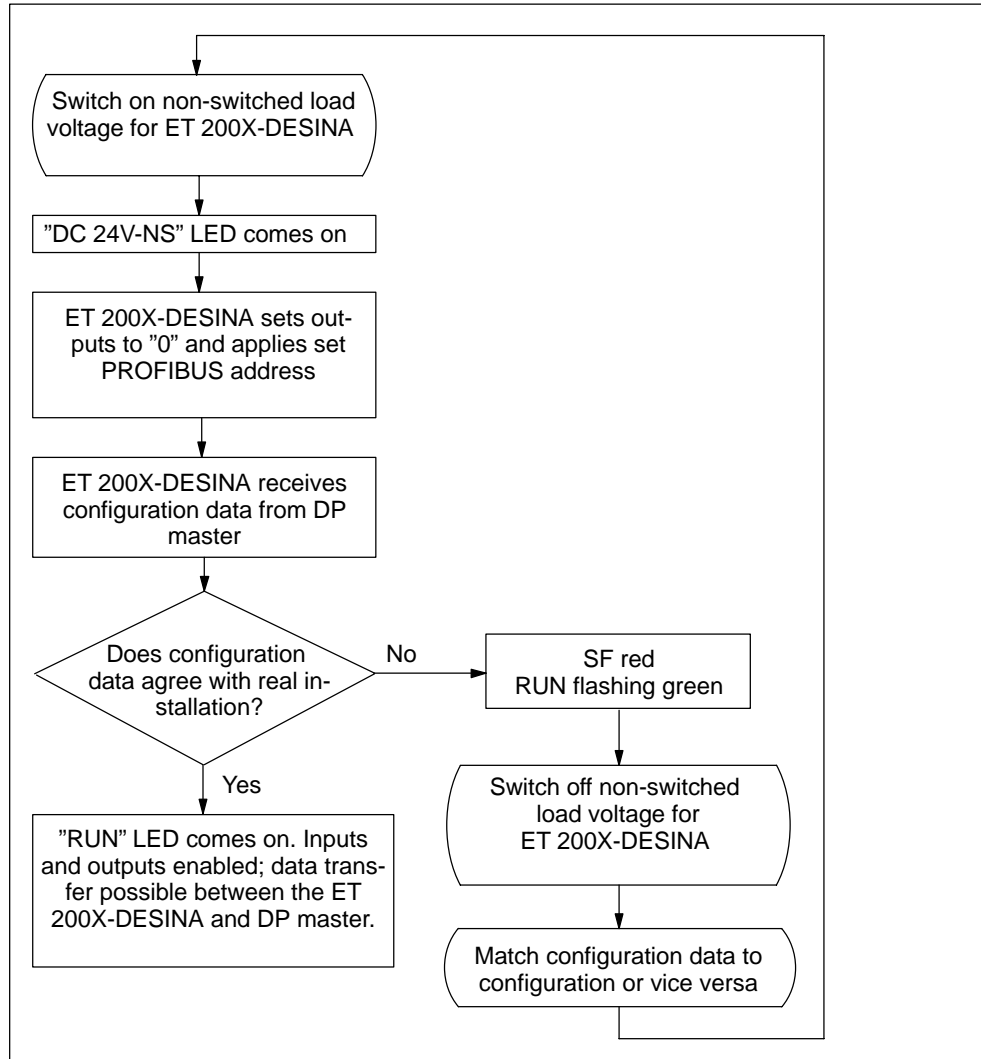 Switch on non-switched load
voltage for ET 200X-DESINA
”DC 24V-NS” LED comes on
ET 200X-DESINA sets out-
puts to ”0” and applies set
PROFIBUS address
ET 200X-DESINA receives
configuration data from DP
master
Does configuration
data agree with real in-
stallation?
No
SF red
RUN flashing green
Yes
Switch off non-switched
load voltage for
ET 200X-DESINA
”RUN” LED comes on. Inputs
and outputs enabled; data trans-
fer possible between the ET
200X-DESINA and DP master.
Match configuration data to
configuration or vice versa